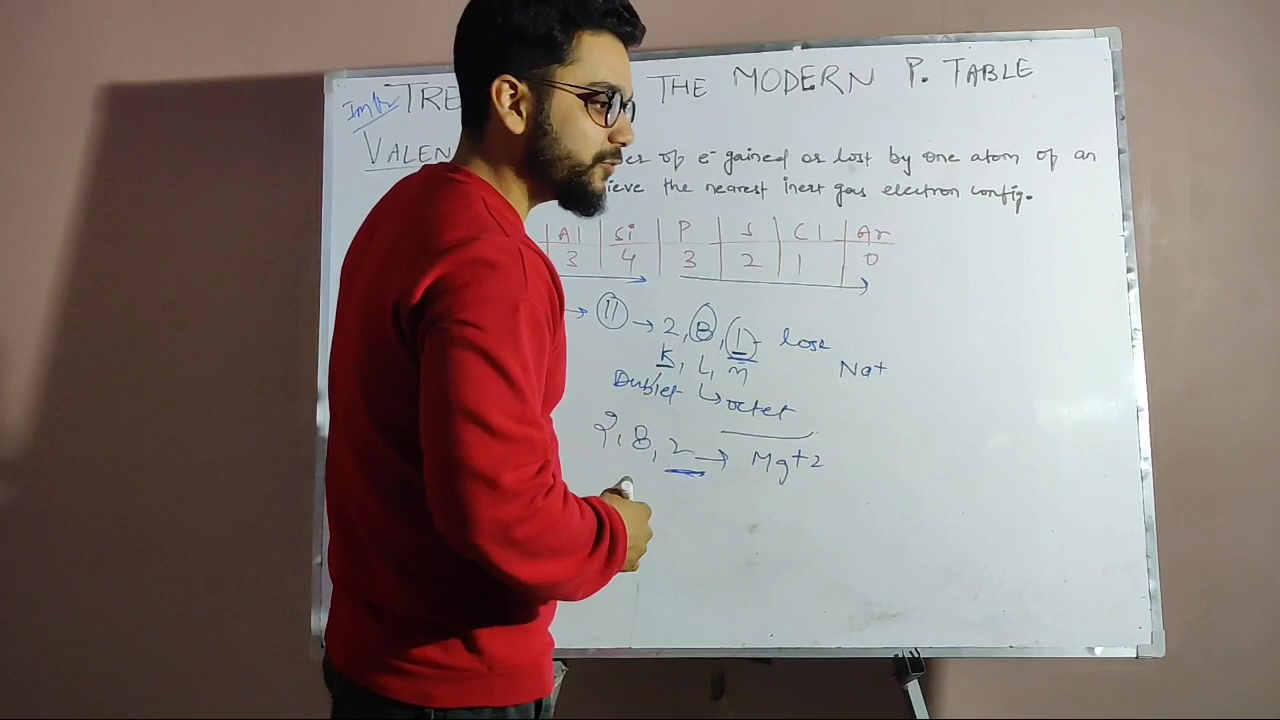 Imp TRE THE MODERN P. TABLE
VALEN er of e⁻ gained or lost by one atom of an
ieve the nearest inert gas electron config.
Al Si P S Cl Ar
3 4 3 2 1 0
→ 11 → 2, 8, 1 - lose
K, L, M Na+
Duplet ↳ octet
2, 8, 2 → Mg+2